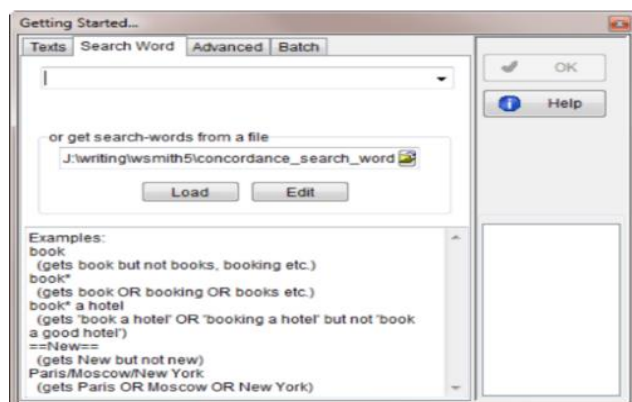 Getting Started...
Texts Search Word Advanced Batch
OK
Help
or get search-words from a file
J:\writing\wsmith5\concordance_search_word
Load Edit
Examples:
book
(gets book but not books, booking etc.)
book*
(gets book OR booking OR books etc.)
book* a hotel
(gets 'book a hotel' OR 'booking a hotel' but not 'book
a good hotel')
==New==
(gets New but not new)
Paris/Moscow/New York
(gets Paris OR Moscow OR New York)